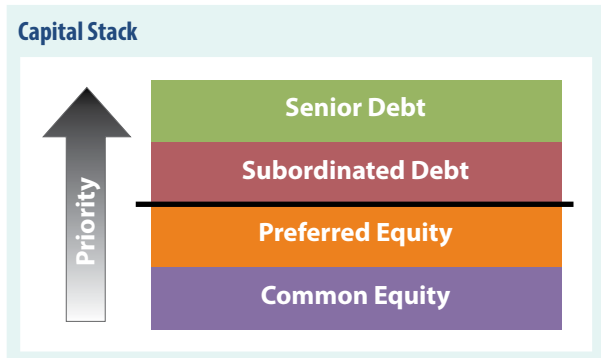 Capital Stack
Senior Debt
Subordinated Debt
Priority
Preferred Equity
Common Equity